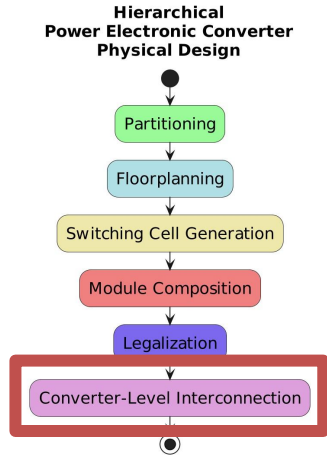 Hierarchical
Power Electronic Converter
Physical Design
Partitioning
Floorplanning
Switching Cell Generation
Module Composition
Legalization
Converter-Level Interconnection